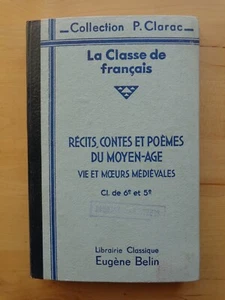 Collection P. Clarac
La Classe de
français
RÉCITS, CONTES ET POÈMES
DU MOYEN-AGE
VIE ET MŒURS MÉDIÉVALES
Cl. de 6e et 5e
Librairie Classique
Eugène Belin